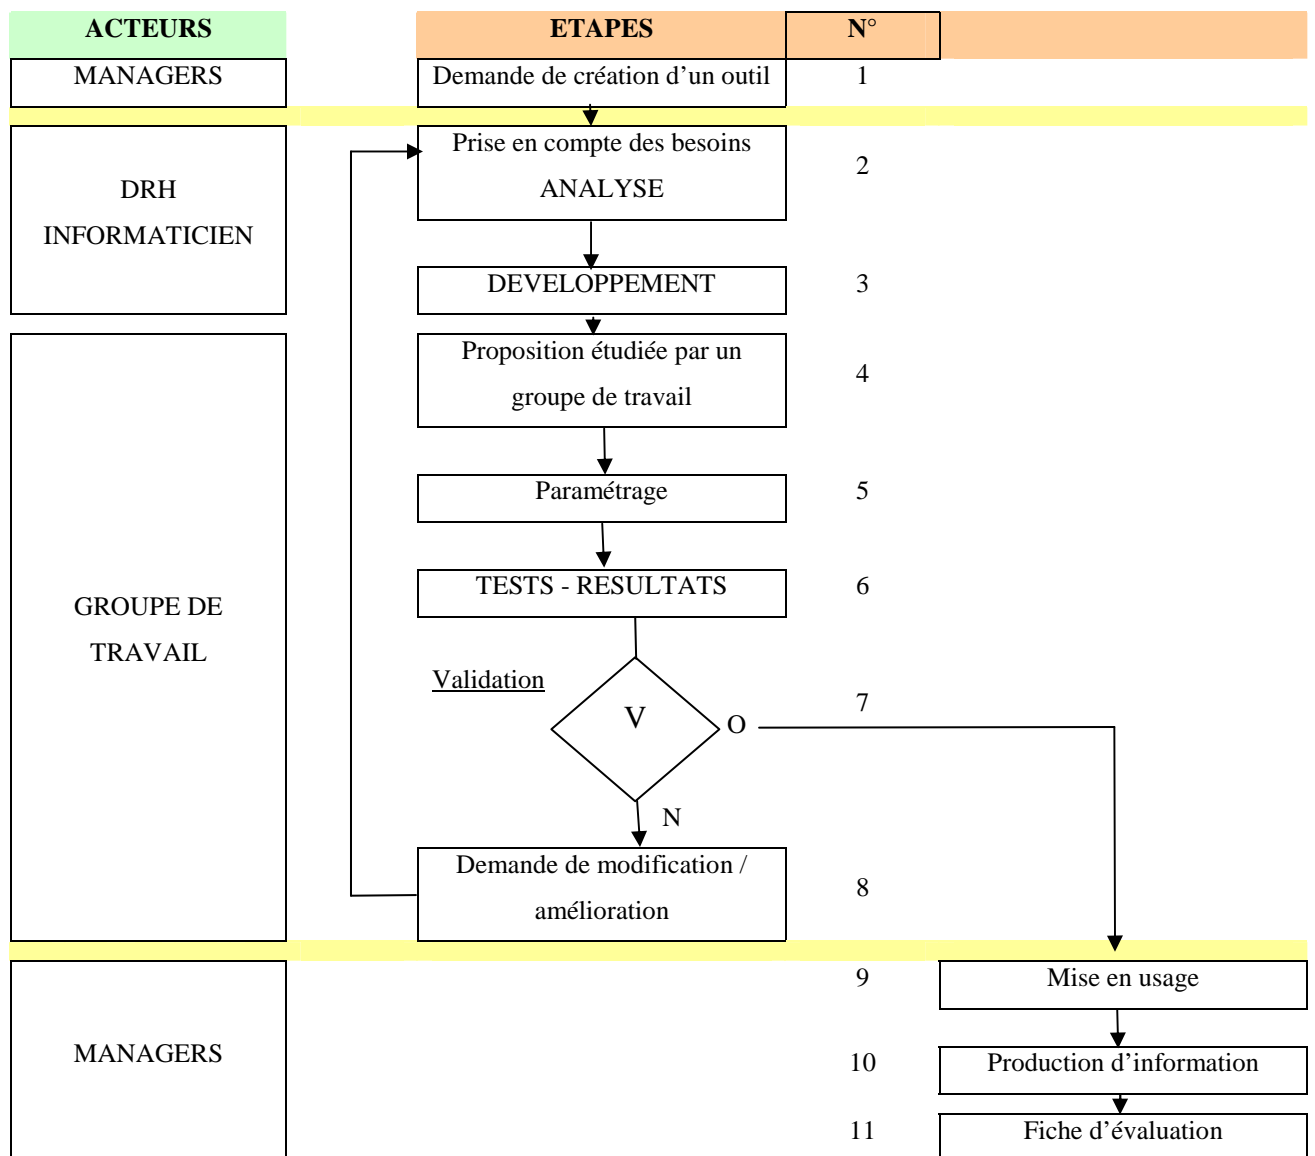 ACTEURS
ETAPES
N°
MANAGERS
Demande de création d’un outil
1
DRH
INFORMATICIEN
Prise en compte des besoins
ANALYSE
2
DEVELOPPEMENT
3
GROUPE DE
TRAVAIL
Proposition étudiée par un
groupe de travail
4
Paramétrage
5
TESTS - RESULTATS
6
Validation
V
O
7
N
Demande de modification /
amélioration
8
MANAGERS
9
Mise en usage
10
Production d’information
11
Fiche d’évaluation